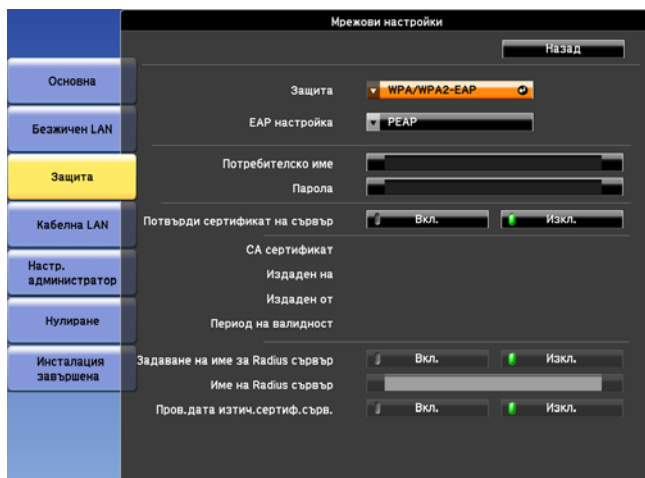 Мрежови настройки
Назад
Основна
Безжичен LAN
Защита
Кабелна LAN
Настр.
администратор
Нулиране
Инсталация
завършена
Защита WPA/WPA2-EAP
EAP настройка PEAP
Потребителско име
Парола
Потвърди сертификат на сървър Вкл. Изкл.
CA сертификат
Издаден на
Издаден от
Период на валидност
Задаване на име за Radius сървър Вкл. Изкл.
Име на Radius сървър
Пров.дата изтич.сертиф.сърв. Вкл. Изкл.